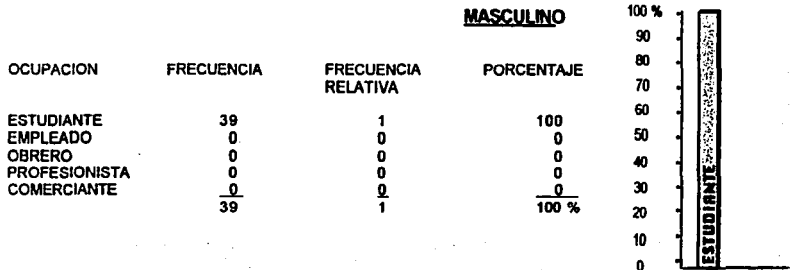 MASCULINO
OCUPACION FRECUENCIA FRECUENCIA RELATIVA PORCENTAJE
ESTUDIANTE 39 1 100
EMPLEADO 0 0 0
OBRERO 0 0 0
PROFESIONISTA 0 0 0
COMERCIANTE 0 0 0
39 1 100 %
100 %
90
80
70
60
50
40
30
20
10
0
ESTUDIANTE